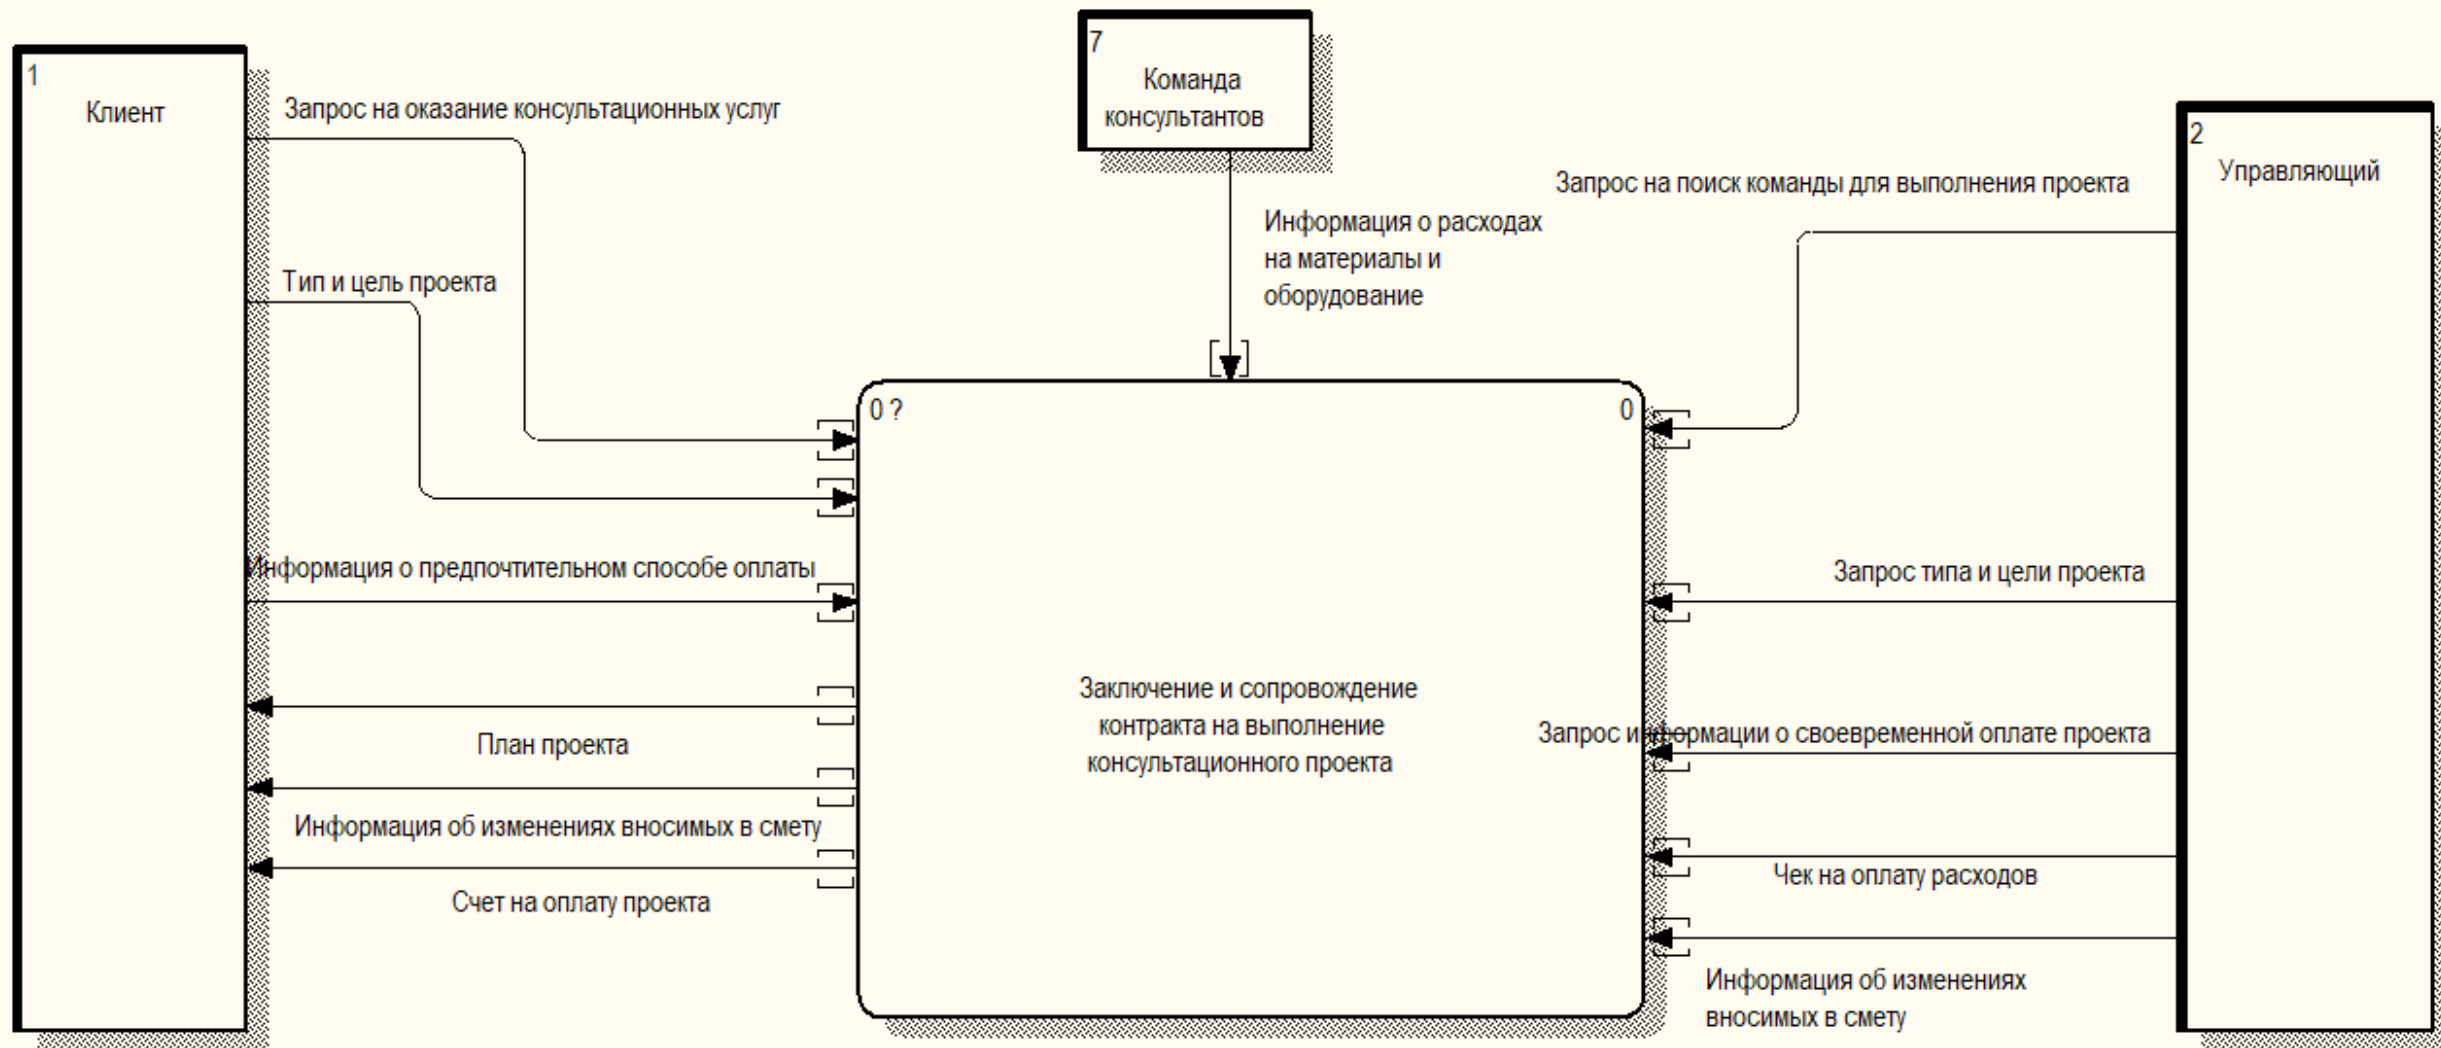 1
Клиент
Запрос на оказание консультационных услуг
Тип и цель проекта
Информация о предпочтительном способе оплаты
План проекта
Информация об изменениях вносимых в смету
Счет на оплату проекта
7
Команда
консультантов
Информация о расходах
на материалы и
оборудование
0 ?
0
Заключение и сопровождение
контракта на выполнение
консультационного проекта
2
Управляющий
Запрос на поиск команды для выполнения проекта
Запрос типа и цели проекта
Запрос информации о своевременной оплате проекта
Чек на оплату расходов
Информация об изменениях
вносимых в смету